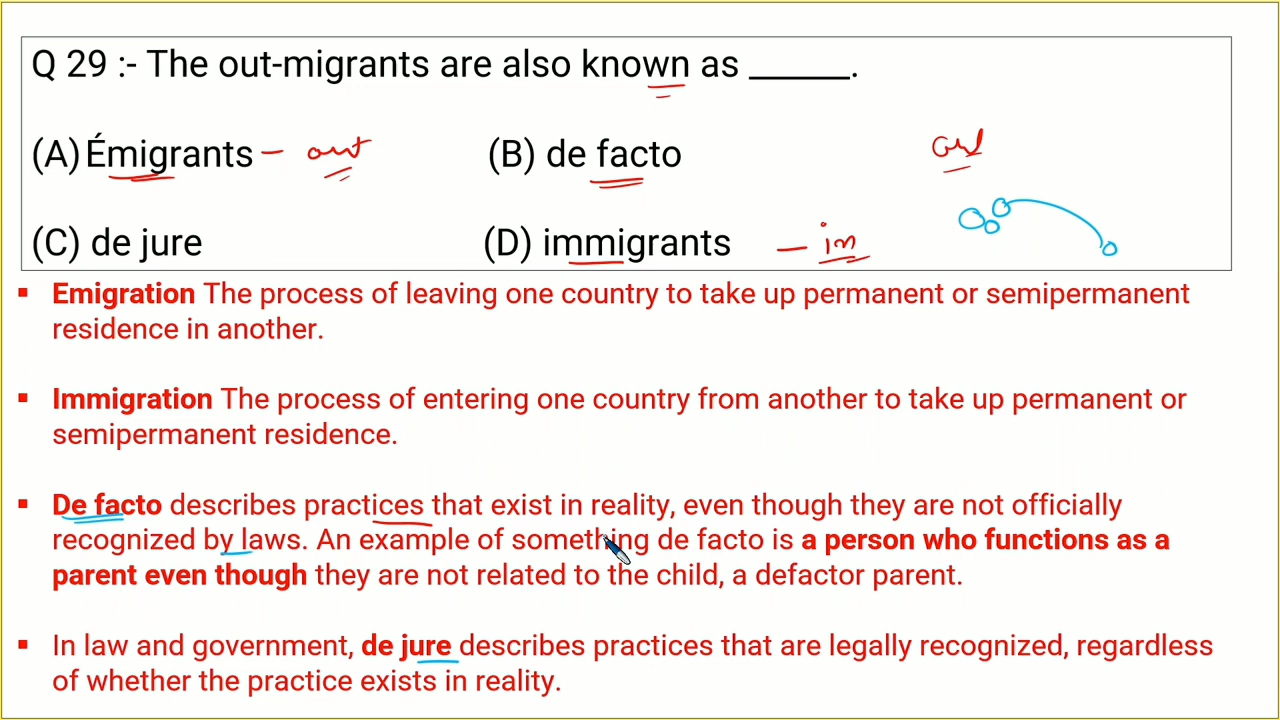 Q 29 :- The out-migrants are also known as ______.
(A) Émigrants – out (B) de facto out
(C) de jure (D) immigrants – in
▪ Emigration The process of leaving one country to take up permanent or semipermanent
residence in another.
▪ Immigration The process of entering one country from another to take up permanent or
semipermanent residence.
▪ De facto describes practices that exist in reality, even though they are not officially
recognized by laws. An example of something de facto is a person who functions as a
parent even though they are not related to the child, a defactor parent.
▪ In law and government, de jure describes practices that are legally recognized, regardless
of whether the practice exists in reality.